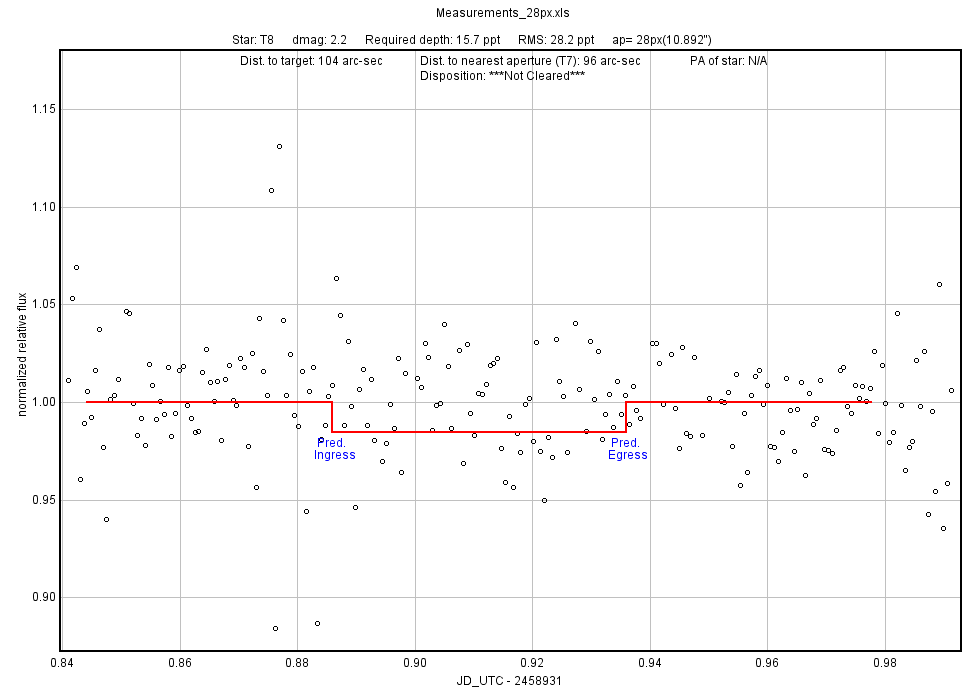 Measurements_28px.xls
Star: T8 dmag: 2.2 Required depth: 15.7 ppt RMS: 28.2 ppt ap= 28px(10.892")
Dist. to target: 104 arc-sec Dist. to nearest aperture (T7): 96 arc-sec PA of star: N/A
Disposition: ***Not Cleared***
1.15
1.10
1.05
1.00
0.95
0.90
normalized relative flux
Pred. Pred.
Ingress Egress
0.84 0.86 0.88 0.90 0.92 0.94 0.96 0.98
JD_UTC - 2458931